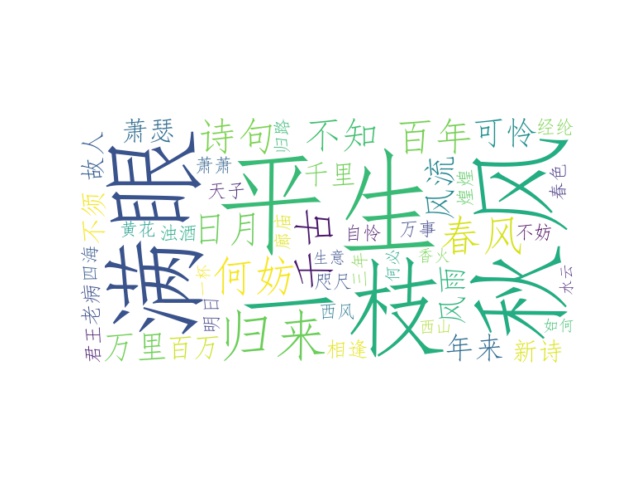 满眼
平生
一枝
秋风
归来
千古
春风
何妨
日月
诗句
不知
百年
可怜
萧瑟
故人
归路
经纶
萧萧
千里
风流
煌煌
春色
天子
不须
黄花
浊酒
廊庙
自怜
万事
不妨
四海
老病
君王
一杯
明日
生意
咫尺
三年
何必
香火
风雨
水云
西风
西山
如何
万里
百万
相逢
年来
新诗